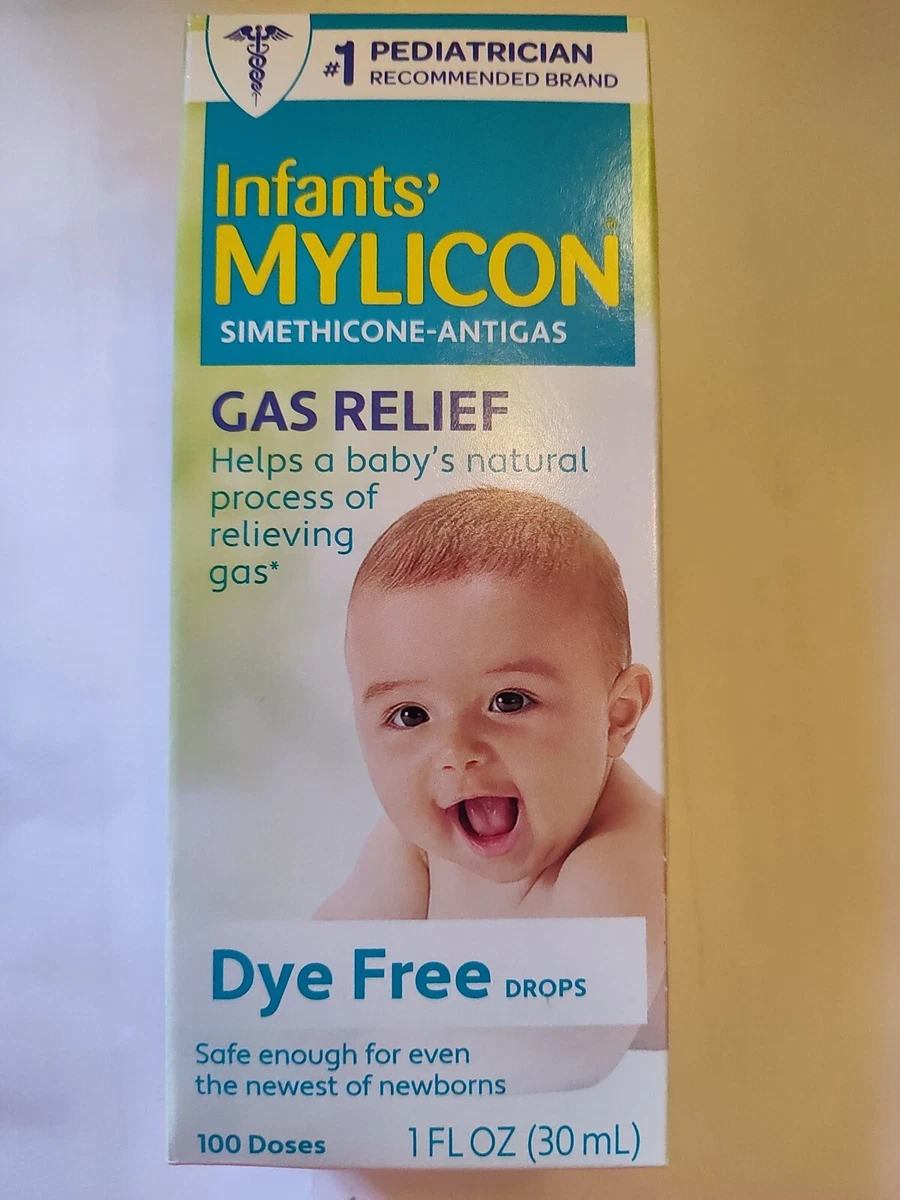 #1 PEDIATRICIAN
RECOMMENDED BRAND
Infants'
MYLICON®
SIMETHICONE-ANTIGAS
GAS RELIEF
Helps a baby's natural
process of
relieving
gas*
Dye Free DROPS
Safe enough for even
the newest of newborns
100 Doses 1 FL OZ (30 mL)